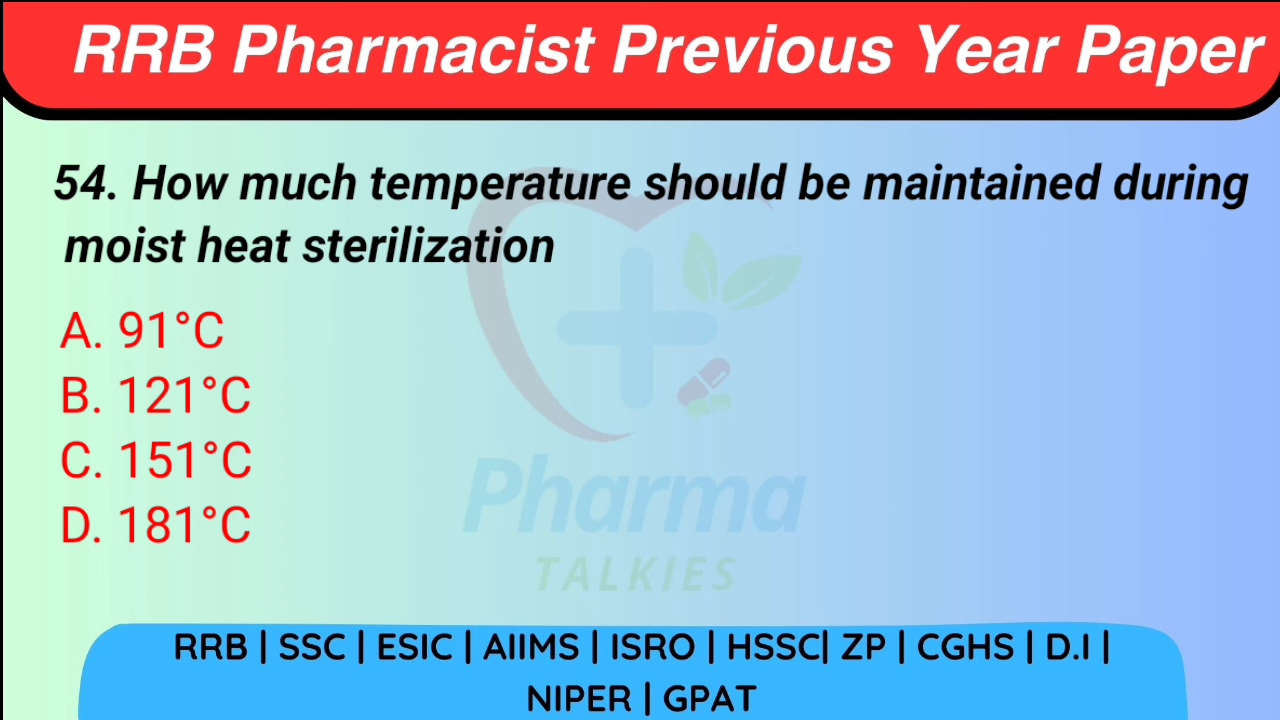 RRB Pharmacist Previous Year Paper
54. How much temperature should be maintained during
moist heat sterilization
A. 91°C
B. 121°C
C. 151°C
D. 181°C
Pharma
TALKIES
RRB | SSC | ESIC | AIIMS | ISRO | HSSC| ZP | CGHS | D.I |
NIPER | GPAT